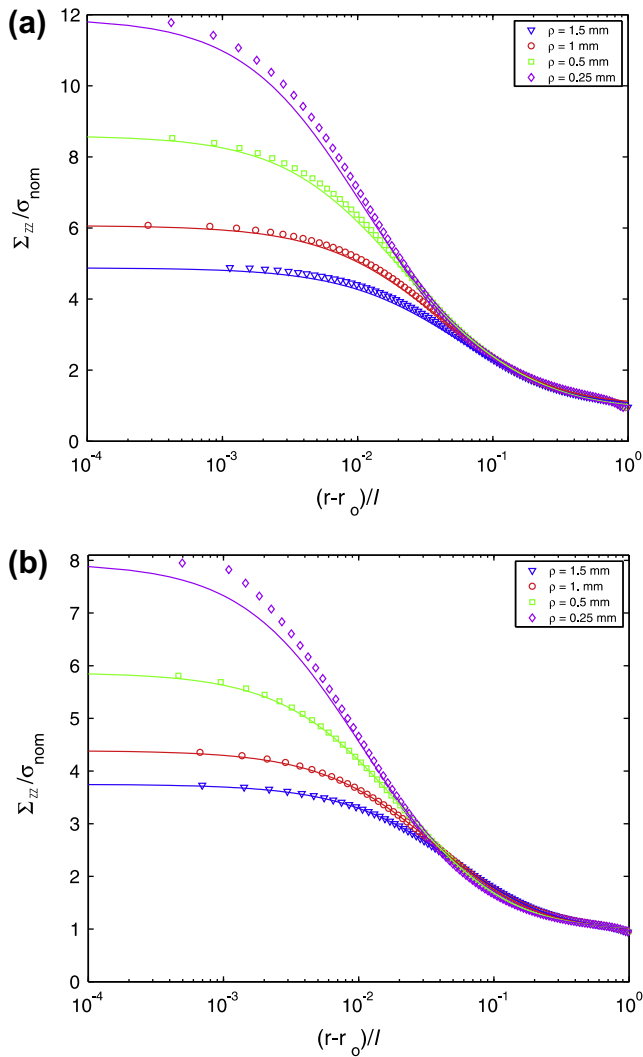 (a)
12
10
8
6
4
2
0
Σzz/σnom
ρ = 1.5 mm
ρ = 1 mm
ρ = 0.5 mm
ρ = 0.25 mm
10⁻⁴ 10⁻³ 10⁻² 10⁻¹ 10⁰
(r-ro)/l
(b)
8
7
6
5
4
3
2
1
0
Σzz/σnom
ρ = 1.5 mm
ρ = 1. mm
ρ = 0.5 mm
ρ = 0.25 mm
10⁻⁴ 10⁻³ 10⁻² 10⁻¹ 10⁰
(r-ro)/l